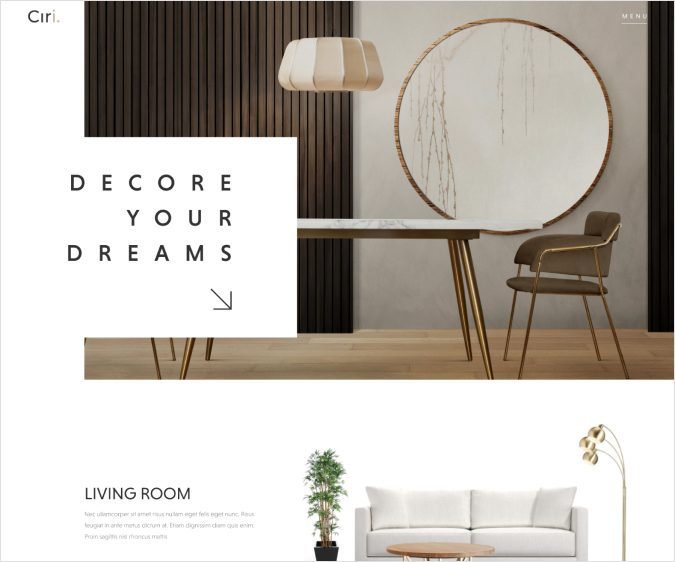 Cırı.
MENU
DECORE
YOUR
DREAMS
LIVING ROOM
Nec ullamcorper sit amet risus nullam eget felis eget nunc. Risus
feugiat in ante metus dictum at. Etiam dignissim diam quis enim.
Proin sagittis nisl rhoncus mattis